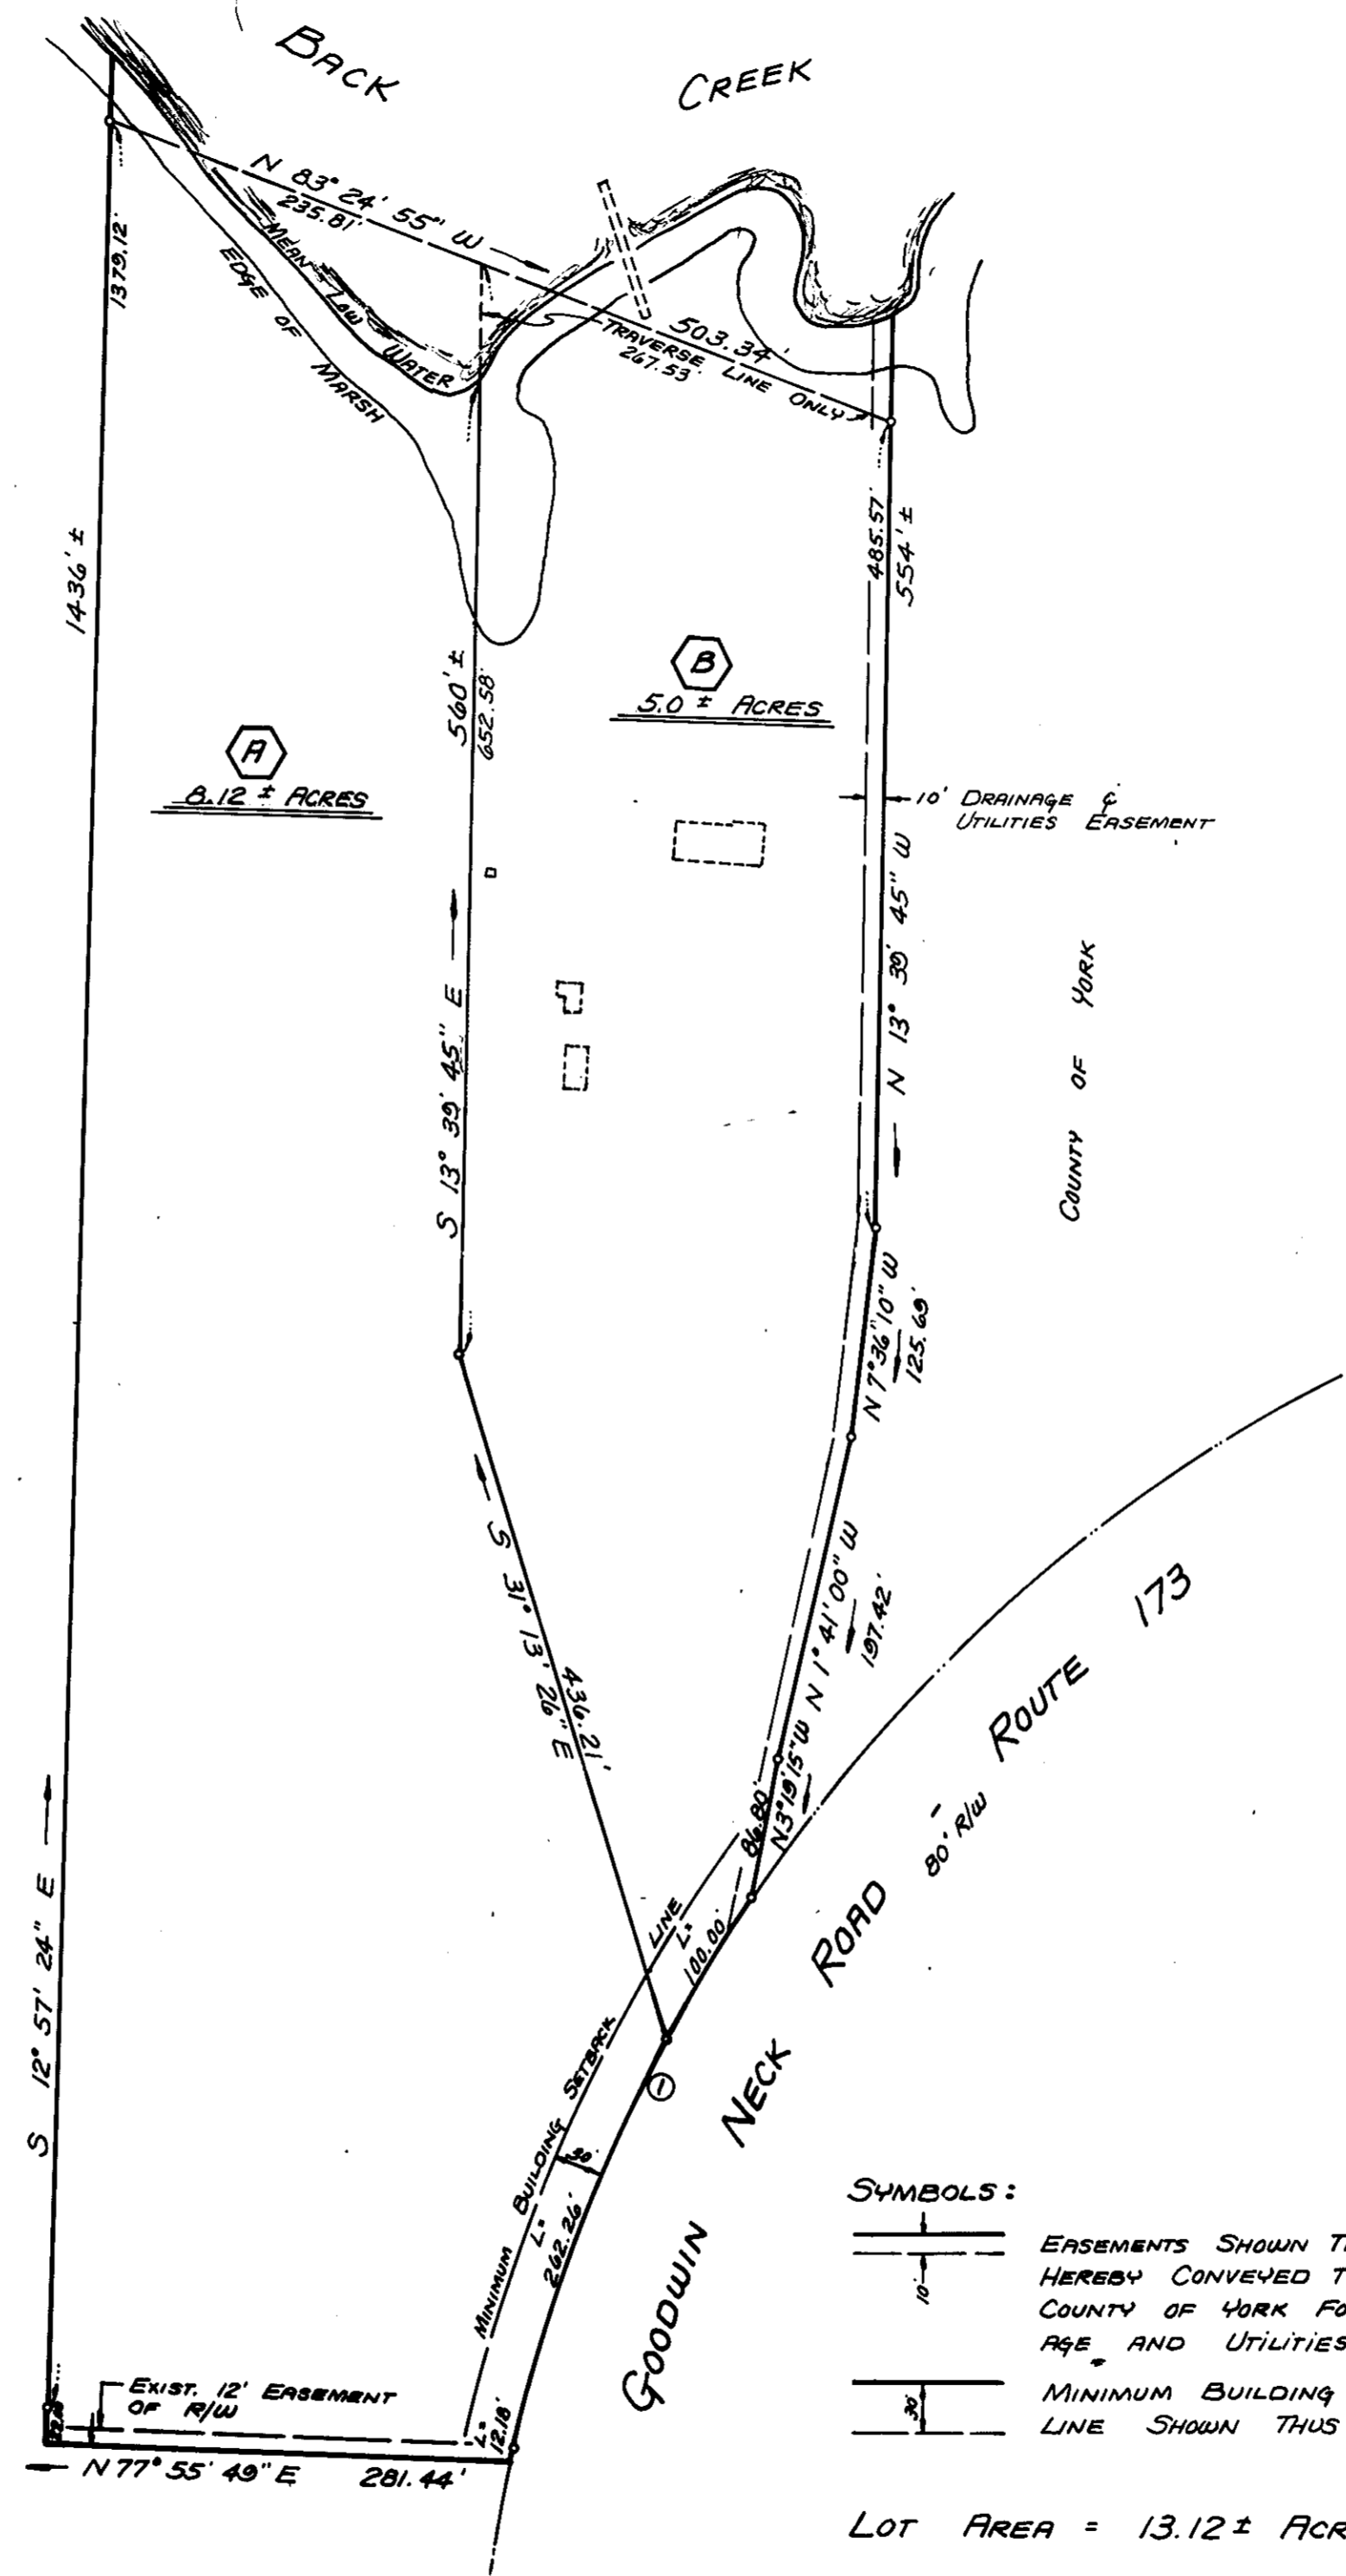 BACK CREEK
N 83° 24' 55" W
235.81'
503.34'
TRAVERSE LINE ONLY
267.53'
MEAN LOW WATER
EDGE OF MARSH
1379.12'
1436' ±
560' ±
652.58'
485.57'
554' ±
A
8.12 ± ACRES
B
5.0 ± ACRES
10' DRAINAGE &
UTILITIES EASEMENT
S 13° 39' 45" E
N 13° 39' 45" W
COUNTY OF YORK
N 7° 36" 10" W
125.69'
S 31° 13' 26" E
436.21'
N 1° 41' 00" W
197.42'
N 3° 19' 15" W
86.80'
L=
100.00'
GOODWIN NECK ROAD - ROUTE 173
80' R/W
1
MINIMUM BUILDING SETBACK LINE
30'
L=
262.26'
S 12° 57' 24" E
EXIST. 12' EASEMENT
OF R/W
L=
12.18'
N 77° 55' 49" E 281.44'
SYMBOLS:
10'
EASEMENTS SHOWN
HEREBY CONVEYED
COUNTY OF YORK
AGE AND UTILITIES
30'
MINIMUM BUILDING
LINE SHOWN THUS
LOT AREA = 13.12 ± ACR